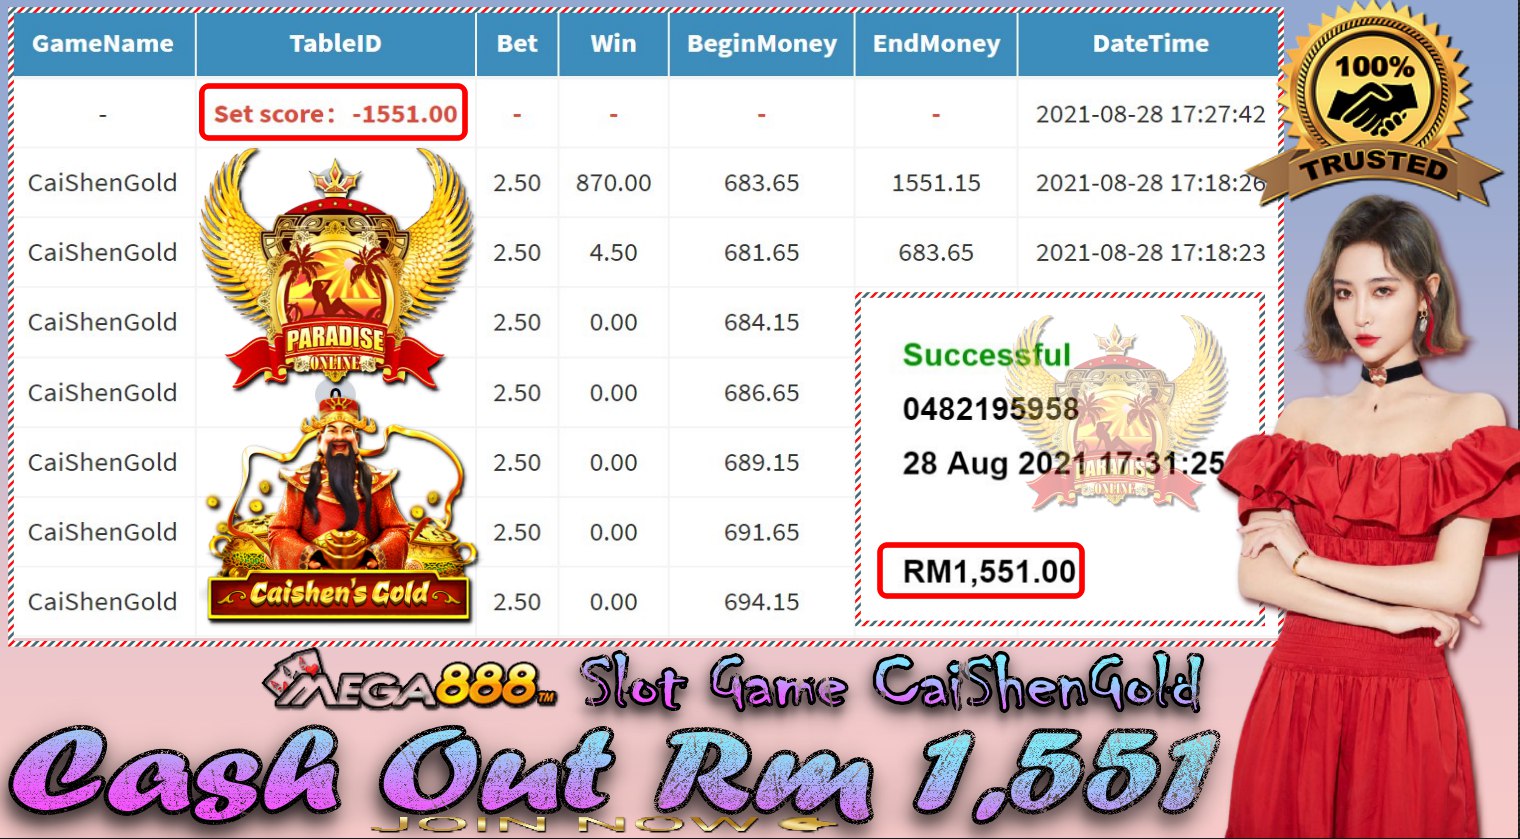 GameName TableID Bet Win BeginMoney EndMoney DateTime
- Set score: -1551.00 - - - - 2021-08-28 17:27:42
CaiShenGold 2.50 870.00 683.65 1551.15 2021-08-28 17:18:26
CaiShenGold 2.50 4.50 681.65 683.65 2021-08-28 17:18:23
CaiShenGold 2.50 0.00 684.15
CaiShenGold 2.50 0.00 686.65
CaiShenGold 2.50 0.00 689.15
CaiShenGold 2.50 0.00 691.65
CaiShenGold 2.50 0.00 694.15
PARADISE
ONLINE
Caishen's Gold
Successful
0482195958
28 Aug 2021 17:31:25
RM1,551.00
PARADISE
ONLINE
100%
TRUSTED
MEGA888™ Slot Game CaiShenGold
Cash Out Rm 1,551
JOIN NOW